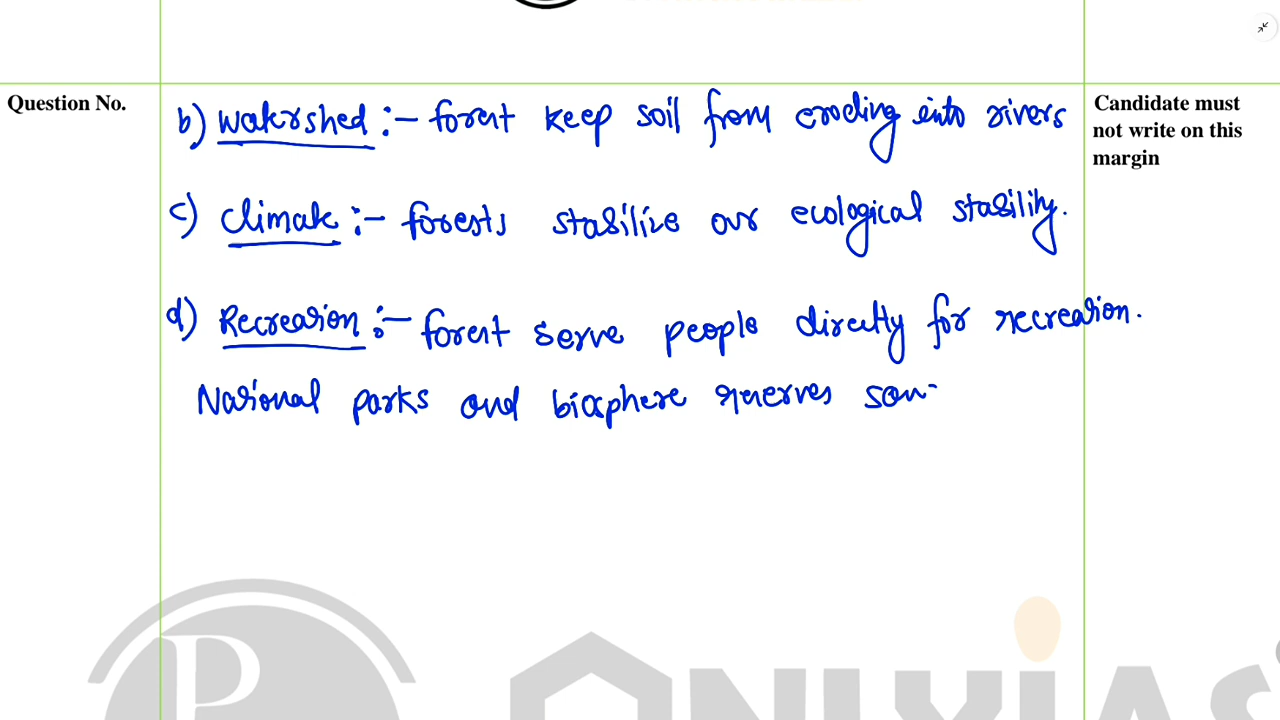 Question No.
b) Watershed :- forest keep soil from eroding into rivers
Candidate must
not write on this
margin
c) Climate :- forests stabilize our ecological stability.
d) Recreation :- forest serve people directly for recreation.
National parks and biosphere reserves
ONLYIAS